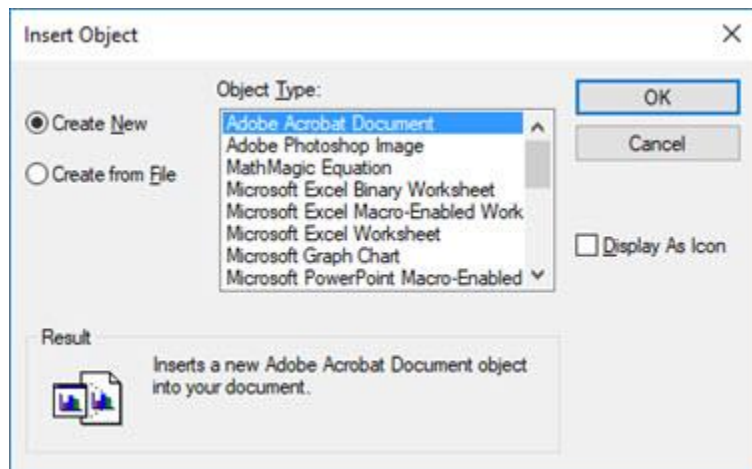 Insert Object
Object Type:
Create New
Create from File
Adobe Acrobat Document
Adobe Photoshop Image
MathMagic Equation
Microsoft Excel Binary Worksheet
Microsoft Excel Macro-Enabled Work
Microsoft Excel Worksheet
Microsoft Graph Chart
Microsoft PowerPoint Macro-Enabled
OK
Cancel
Display As Icon
Result
Inserts a new Adobe Acrobat Document object
into your document.